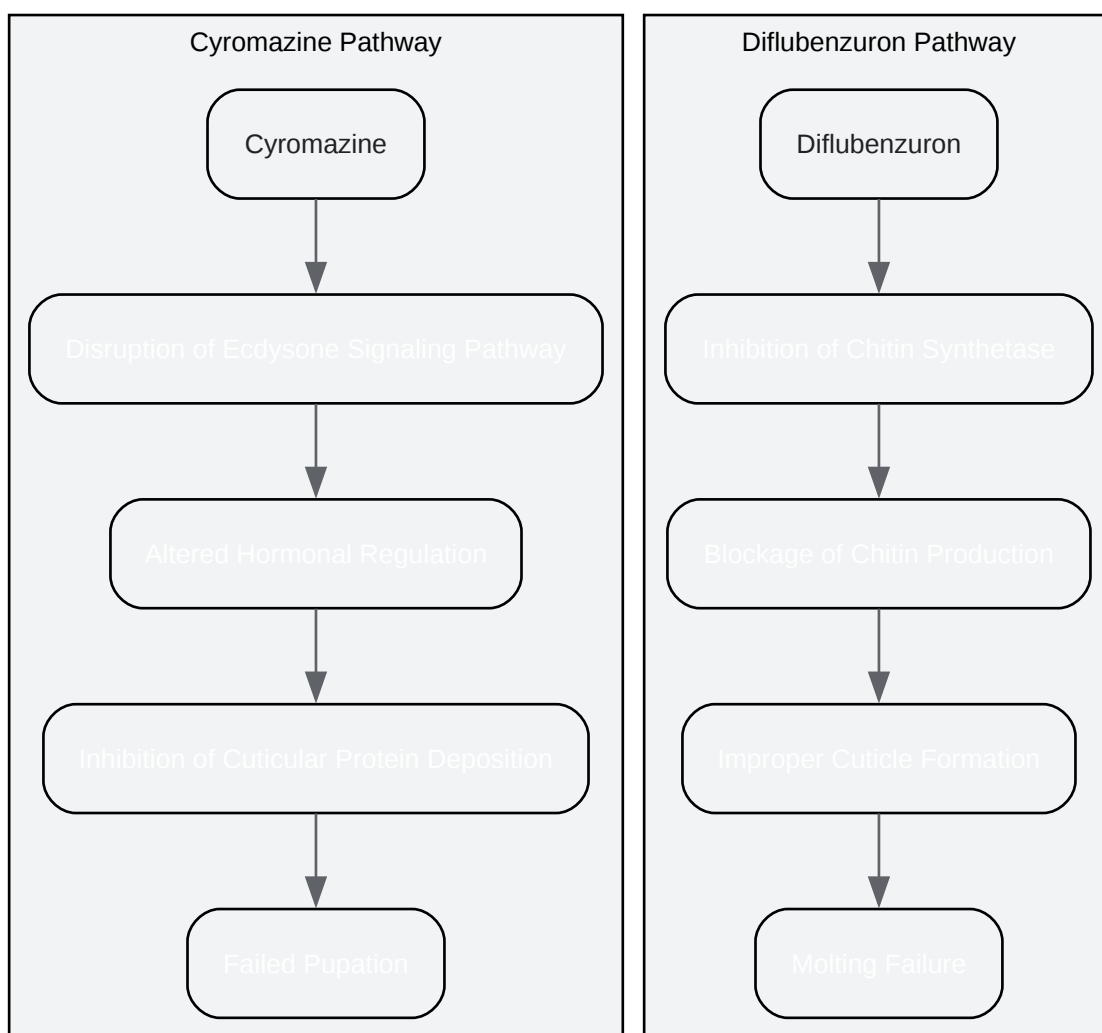 Cyromazine Pathway
Cyromazine
Disruption of Ecdysone Signaling Pathway
Altered Hormonal Regulation
Inhibition of Cuticular Protein Deposition
Failed Pupation
Diflubenzuron Pathway
Diflubenzuron
Inhibition of Chitin Synthetase
Blockage of Chitin Production
Improper Cuticle Formation
Molting Failure